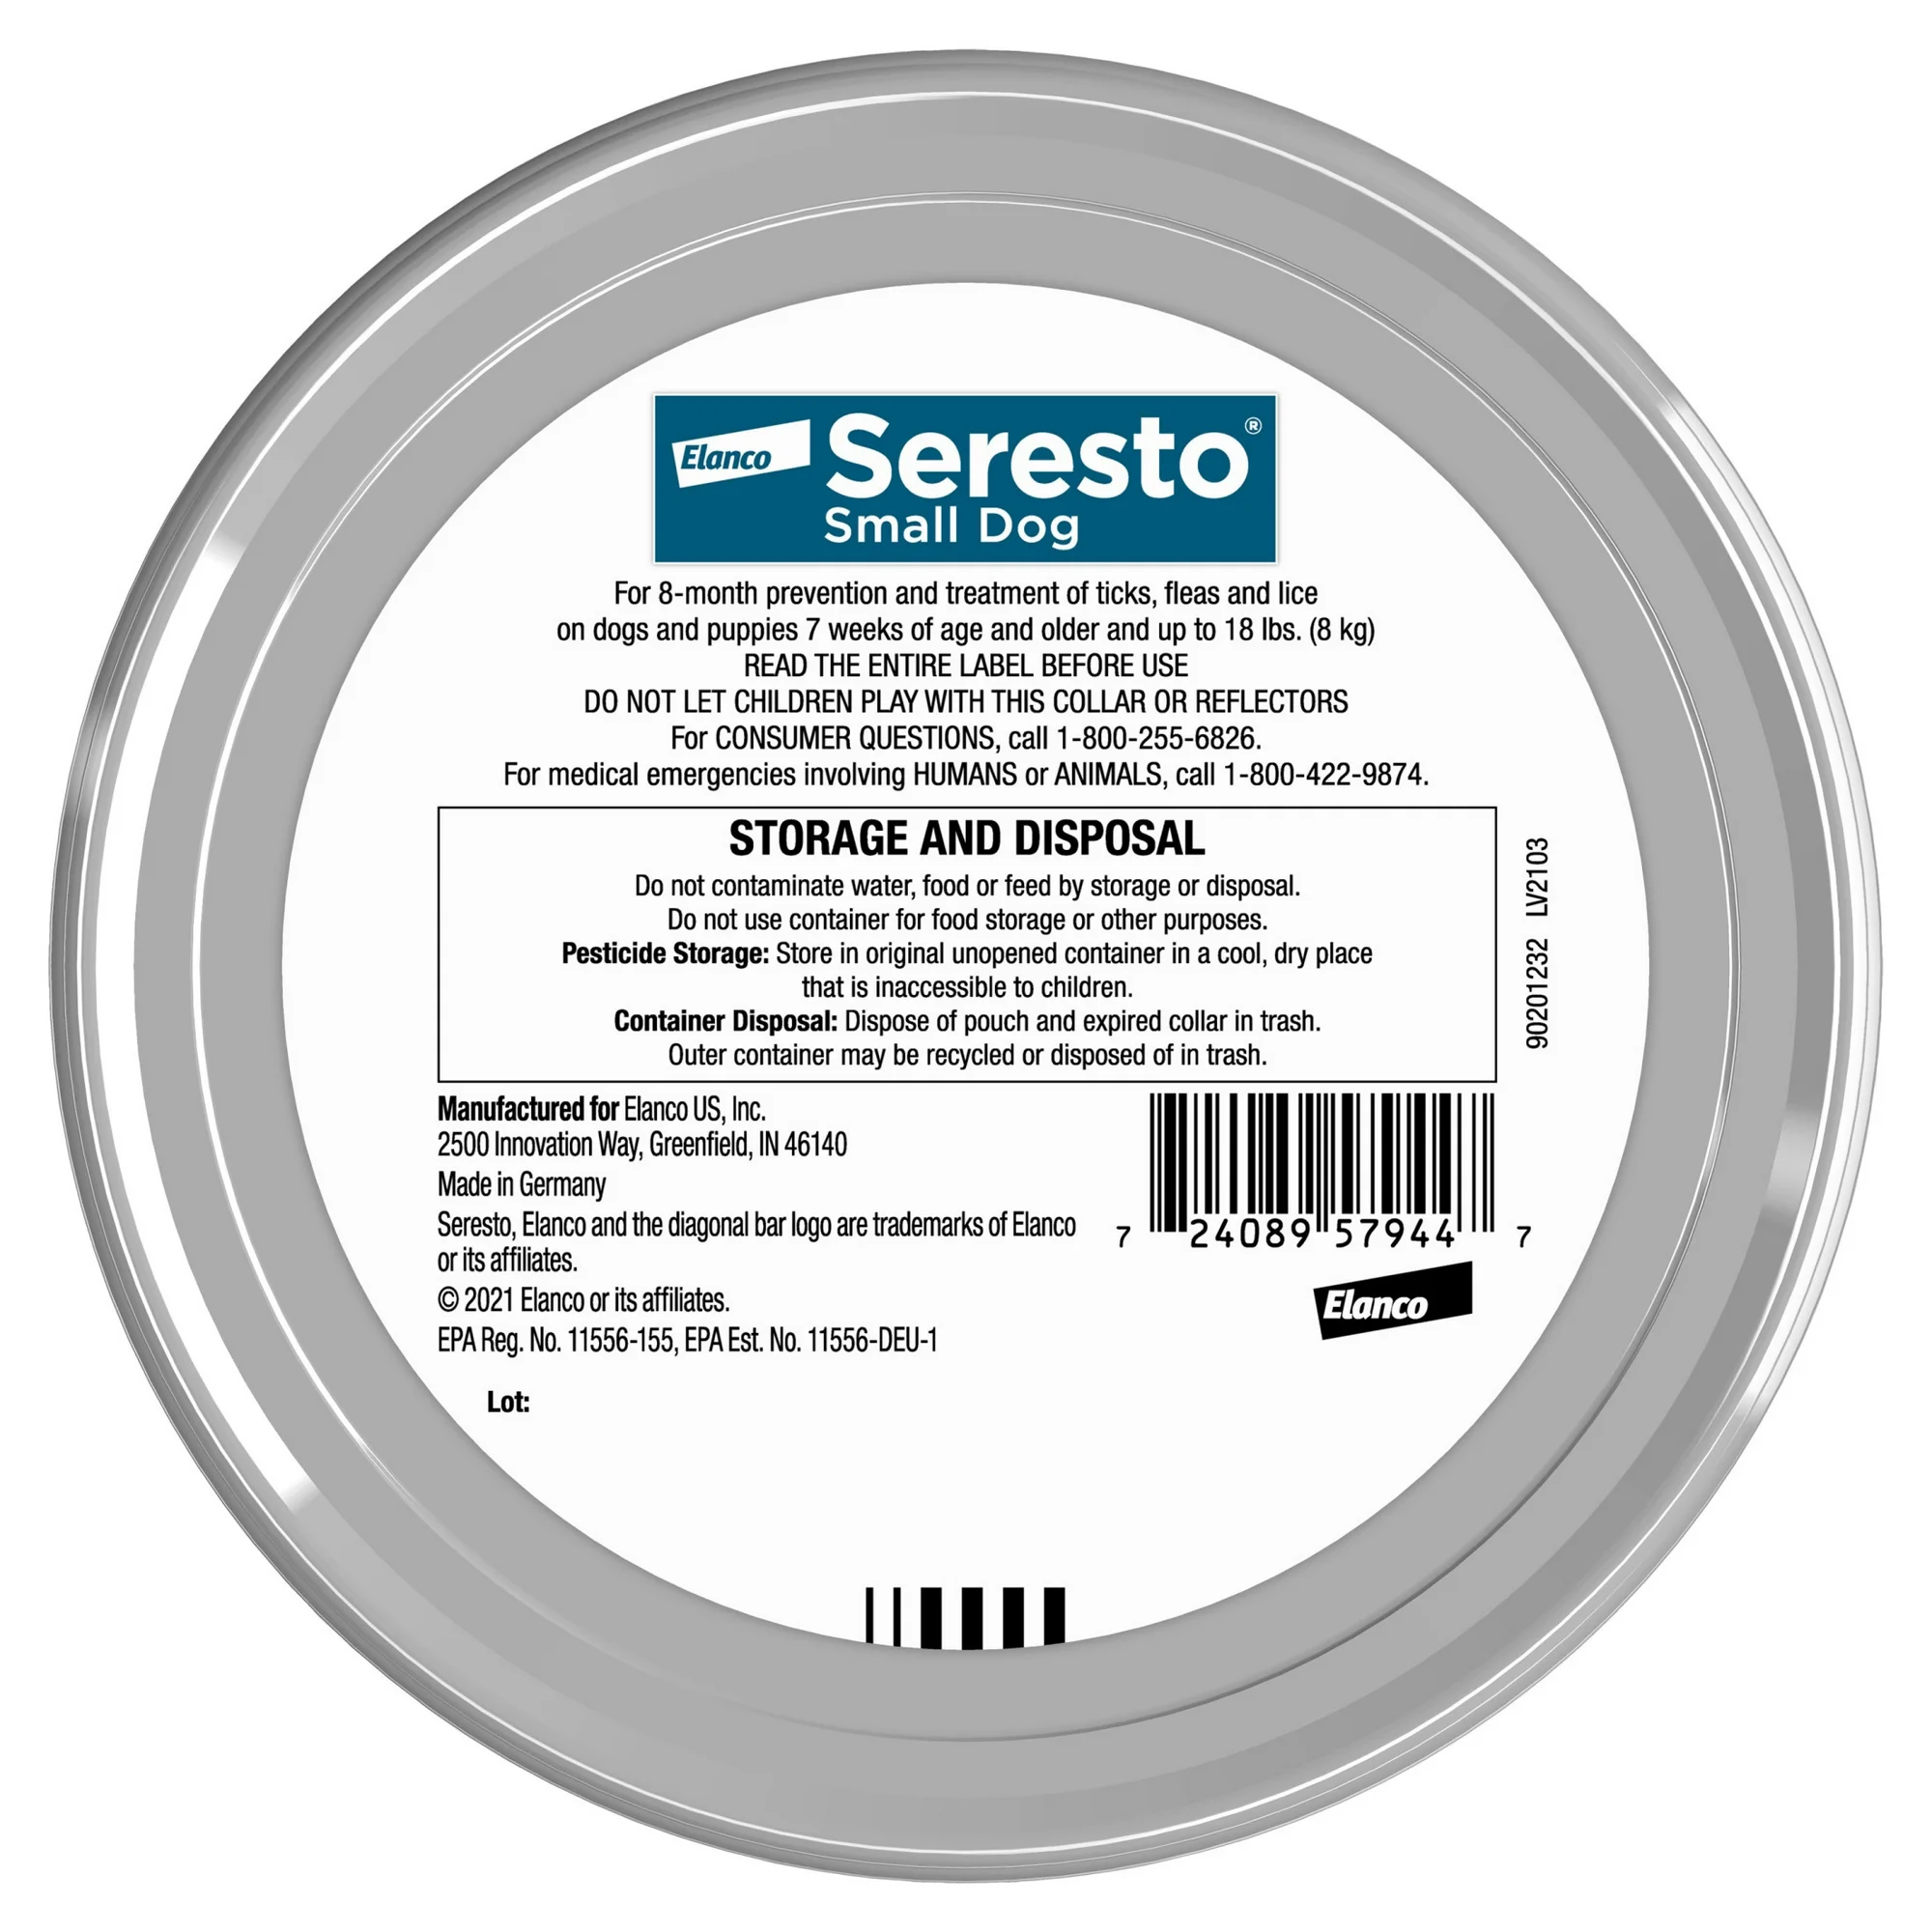 Elanco Seresto®
Small Dog
For 8-month prevention and treatment of ticks, fleas and lice
on dogs and puppies 7 weeks of age and older and up to 18 lbs. (8 kg)
READ THE ENTIRE LABEL BEFORE USE
DO NOT LET CHILDREN PLAY WITH THIS COLLAR OR REFLECTORS
For CONSUMER QUESTIONS, call 1-800-255-6826.
For medical emergencies involving HUMANS or ANIMALS, call 1-800-422-9874.
STORAGE AND DISPOSAL
Do not contaminate water, food or feed by storage or disposal.
Do not use container for food storage or other purposes.
Pesticide Storage: Store in original unopened container in a cool, dry place
that is inaccessible to children.
Container Disposal: Dispose of pouch and expired collar in trash.
Outer container may be recycled or disposed of in trash.
90201232 LV2103
Manufactured for Elanco US, Inc.
2500 Innovation Way, Greenfield, IN 46140
Made in Germany
Seresto, Elanco and the diagonal bar logo are trademarks of Elanco
or its affiliates.
© 2021 Elanco or its affiliates.
EPA Reg. No. 11556-155, EPA Est. No. 11556-DEU-1
7 24089 57944 7
Elanco
Lot: